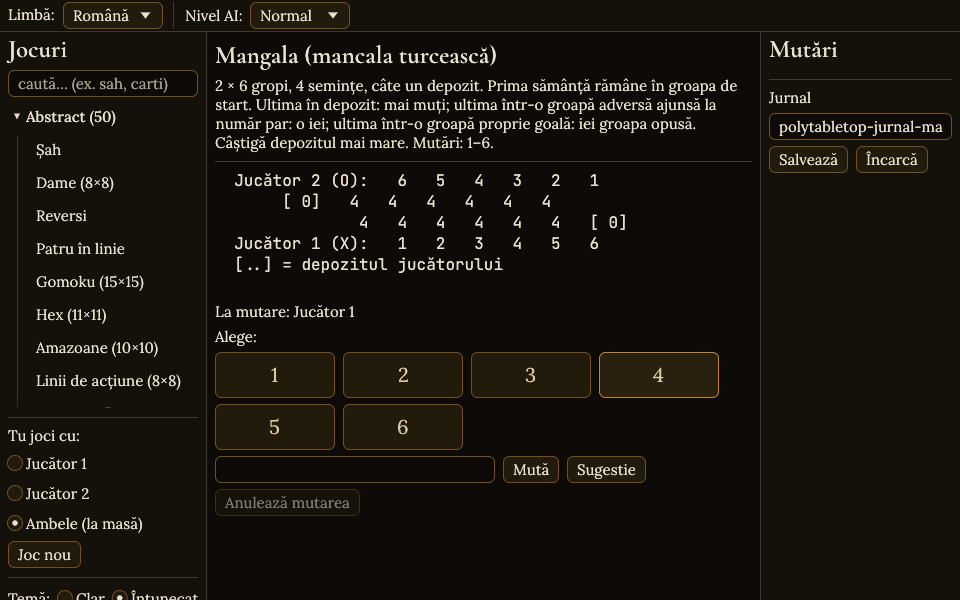 Limbă: Română Nivel AI: Normal
Jocuri
caută... (ex. sah, carti)
Abstract (50)
Șah
Dame (8×8)
Reversi
Patru în linie
Gomoku (15×15)
Hex (11×11)
Amazoane (10×10)
Linii de acțiune (8×8)
Tu joci cu:
Jucător 1
Jucător 2
Ambele (la masă)
Joc nou
Temă: Clar Întunecat
Mangala (mancala turcească)
2 × 6 gropi, 4 semințe, câte un depozit. Prima sămânță rămâne în groapa de
start. Ultima în depozit: mai muți; ultima într-o groapă adversă ajunsă la
număr par: o iei; ultima într-o groapă proprie goală: iei groapa opusă.
Câștigă depozitul mai mare. Mutări: 1–6.
Jucător 2 (O): 6 5 4 3 2 1
[ 0] 4 4 4 4 4 4
4 4 4 4 4 4 [ 0]
Jucător 1 (X): 1 2 3 4 5 6
[..] = depozitul jucătorului
La mutare: Jucător 1
Alege:
1 2 3 4
5 6
Mută Sugestie
Anulează mutarea
Mutări
Jurnal
polytabletop-jurnal-ma
Salvează Încarcă